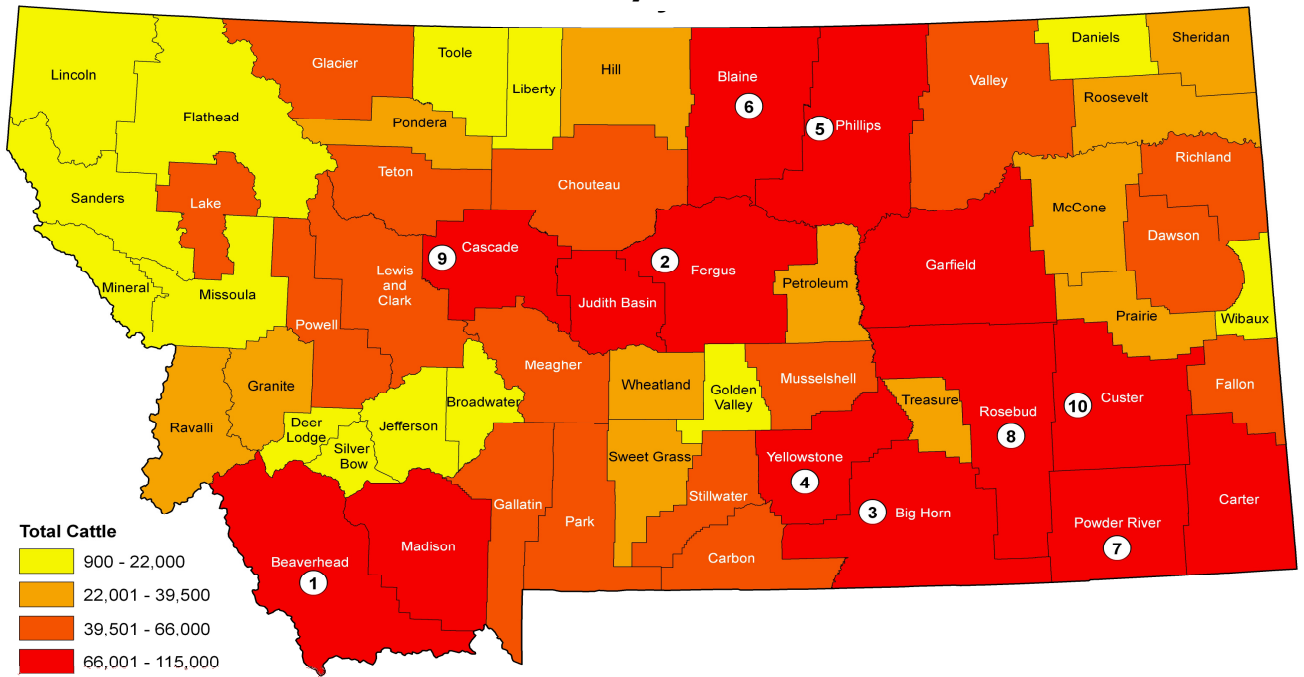 Lincoln
Flathead
Glacier
Toole
Liberty
Hill
Blaine
6
5
Phillips
Valley
Daniels
Sheridan
Roosevelt
Pondera
Teton
Chouteau
Richland
Sanders
Lake
McCone
Dawson
9
Cascade
2
Fergus
Judith Basin
Petroleum
Garfield
Lewis
and
Clark
Mineral
Missoula
Powell
Prairie
Wibaux
Meagher
Wheatland
Golden
Valley
Musselshell
Treasure
Rosebud
8
10
Custer
Fallon
Granite
Ravalli
Deer
Lodge
Silver
Bow
Jefferson
Broadwater
Sweet Grass
Yellowstone
4
Stillwater
Gallatin
Park
Carbon
3
Big Horn
Powder River
7
Carter
Beaverhead
1
Madison
Total Cattle
900 - 22,000
22,001 - 39,500
39,501 - 66,000
66,001 - 115,000